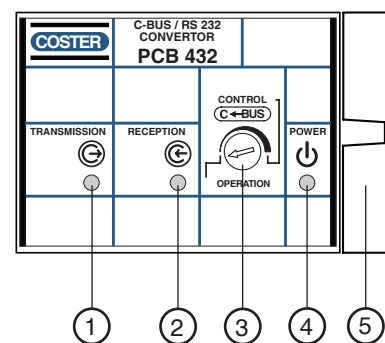 COSTER
C-BUS / RS 232
CONVERTOR
PCB 432
CONTROL
C BUS
TRANSMISSION
RECEPTION
POWER
OPERATION
1
2
3
4
5